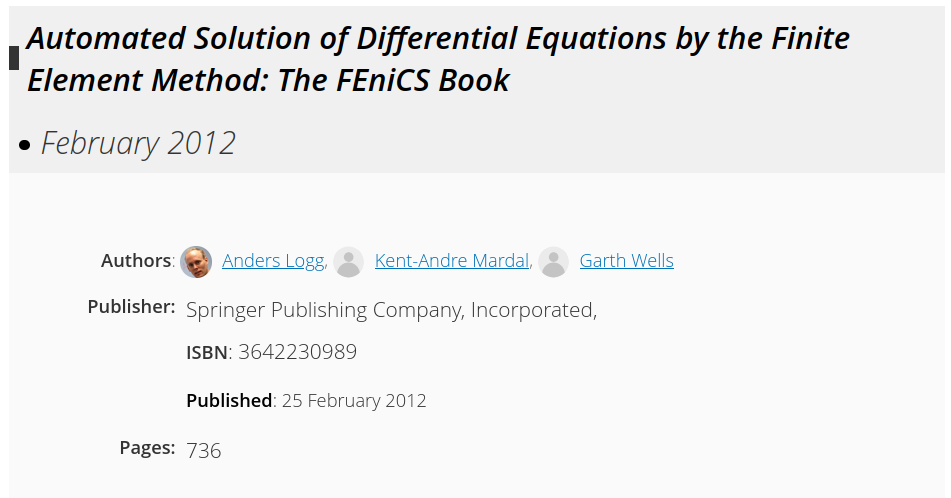 Automated Solution of Differential Equations by the Finite
Element Method: The FEniCS Book
• February 2012
Authors: Anders Logg, Kent-Andre Mardal, Garth Wells
Publisher: Springer Publishing Company, Incorporated,
ISBN: 3642230989
Published: 25 February 2012
Pages: 736